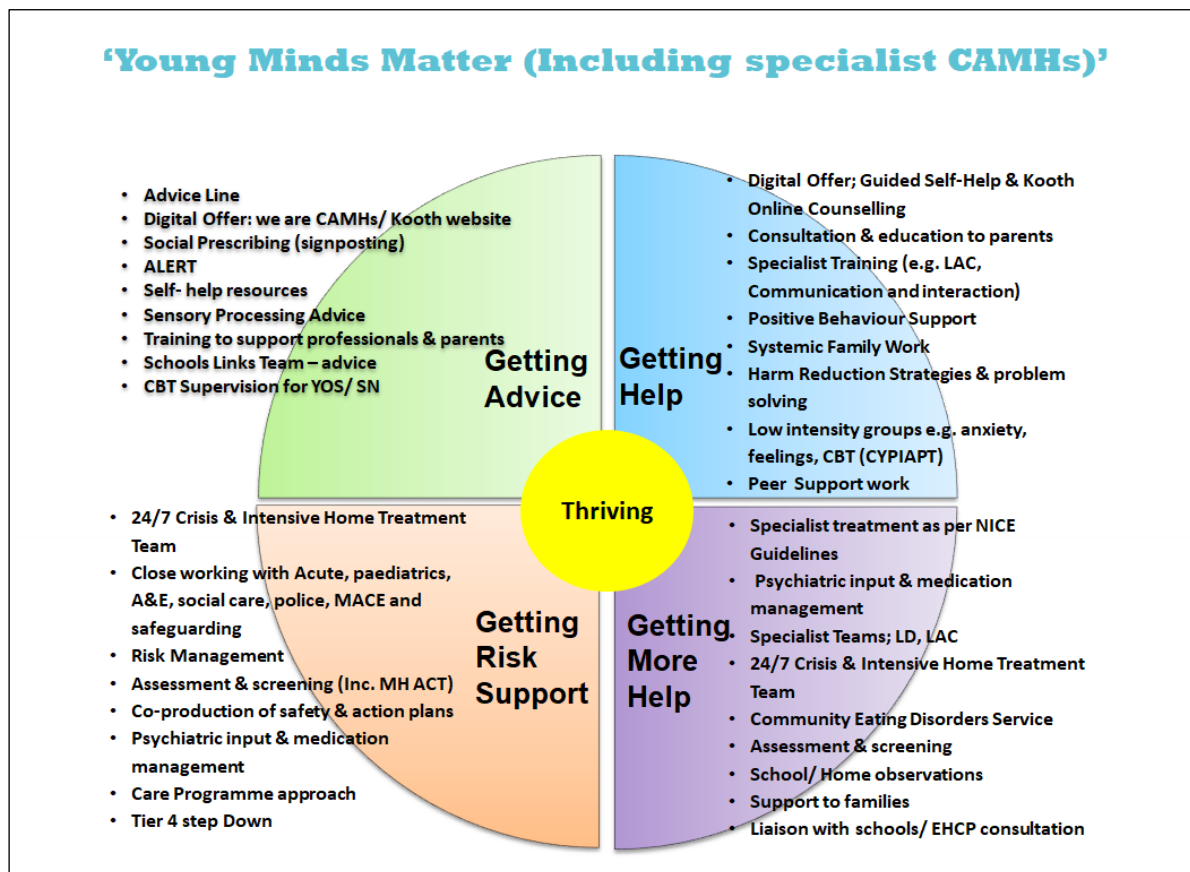 ‘Young Minds Matter (Including specialist CAMHs)’
• Advice Line
• Digital Offer: we are CAMHs/ Kooth website
• Social Prescribing (signposting)
• ALERT
• Self- help resources
• Sensory Processing Advice
• Training to support professionals & parents
• Schools Links Team – advice
• CBT Supervision for YOS/ SN
Getting
Advice
• Digital Offer; Guided Self-Help & Kooth
Online Counselling
• Consultation & education to parents
• Specialist Training (e.g. LAC,
Communication and interaction)
• Positive Behaviour Support
• Systemic Family Work
• Harm Reduction Strategies & problem
solving
• Low intensity groups e.g. anxiety,
feelings, CBT (CYPIAPT)
• Peer Support work
Getting
Help
Thriving
• 24/7 Crisis & Intensive Home Treatment
Team
• Close working with Acute, paediatrics,
A&E, social care, police, MACE and
safeguarding
• Risk Management
• Assessment & screening (Inc. MH ACT)
• Co-production of safety & action plans
• Psychiatric input & medication
management
• Care Programme approach
• Tier 4 step Down
Getting
Risk
Support
• Specialist treatment as per NICE
Guidelines
• Psychiatric input & medication
management
• Specialist Teams; LD, LAC
• 24/7 Crisis & Intensive Home Treatment
Team
• Community Eating Disorders Service
• Assessment & screening
• School/ Home observations
• Support to families
• Liaison with schools/ EHCP consultation
Getting
More
Help